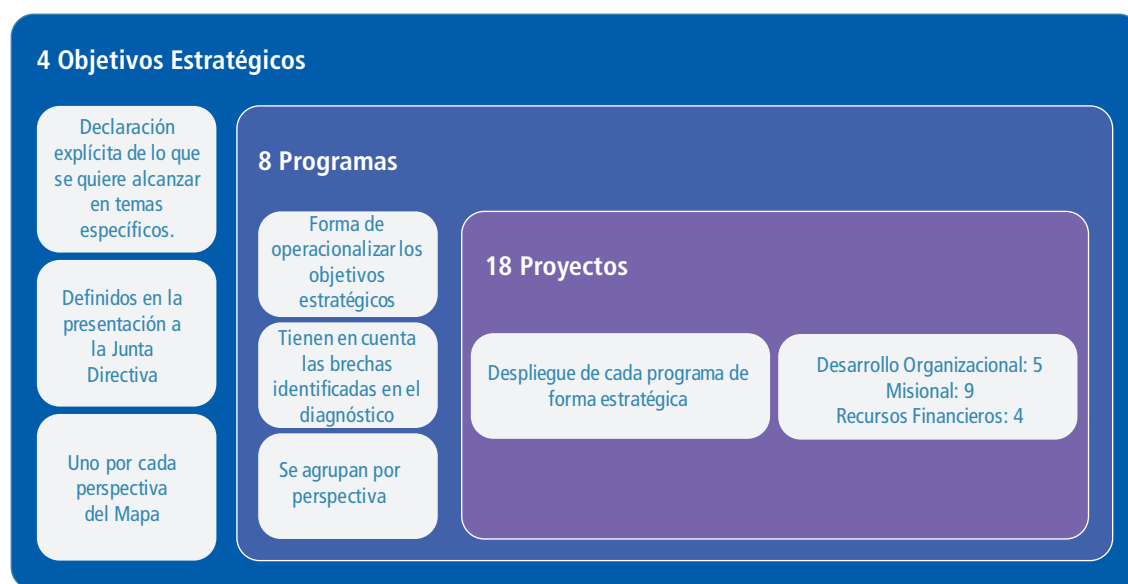 4 Objetivos Estratégicos
Declaración
explícita de lo que
se quiere alcanzar
en temas
específicos.
Definidos en la
presentación a
la Junta
Directiva
Uno por cada
perspectiva
del Mapa
8 Programas
Forma de
operacionalizar los
objetivos
estratégicos
Tienen en cuenta
las brechas
identificadas en el
diagnóstico
Se agrupan por
perspectiva
18 Proyectos
Despliegue de cada programa de
forma estratégica
Desarrollo Organizacional: 5
Misional: 9
Recursos Financieros: 4